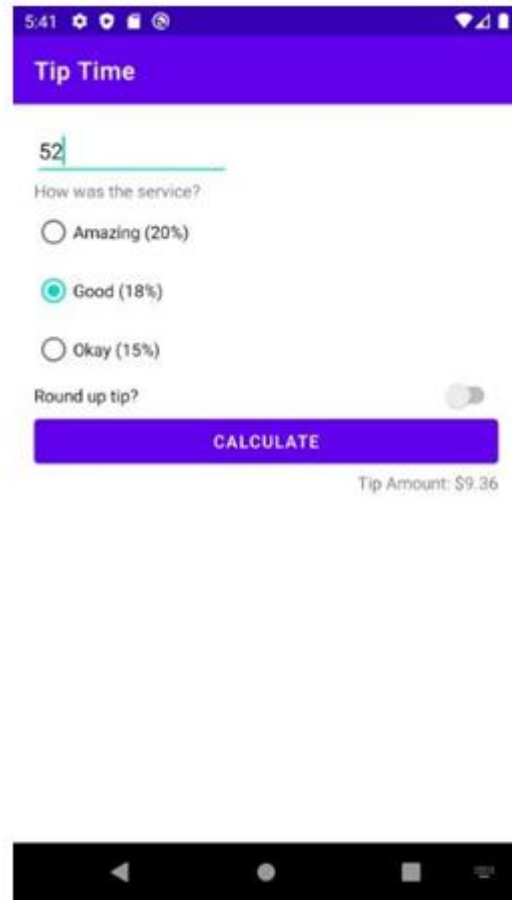 5:41
Tip Time
52
How was the service?
Amazing (20%)
Good (18%)
Okay (15%)
Round up tip?
CALCULATE
Tip Amount: $9.36